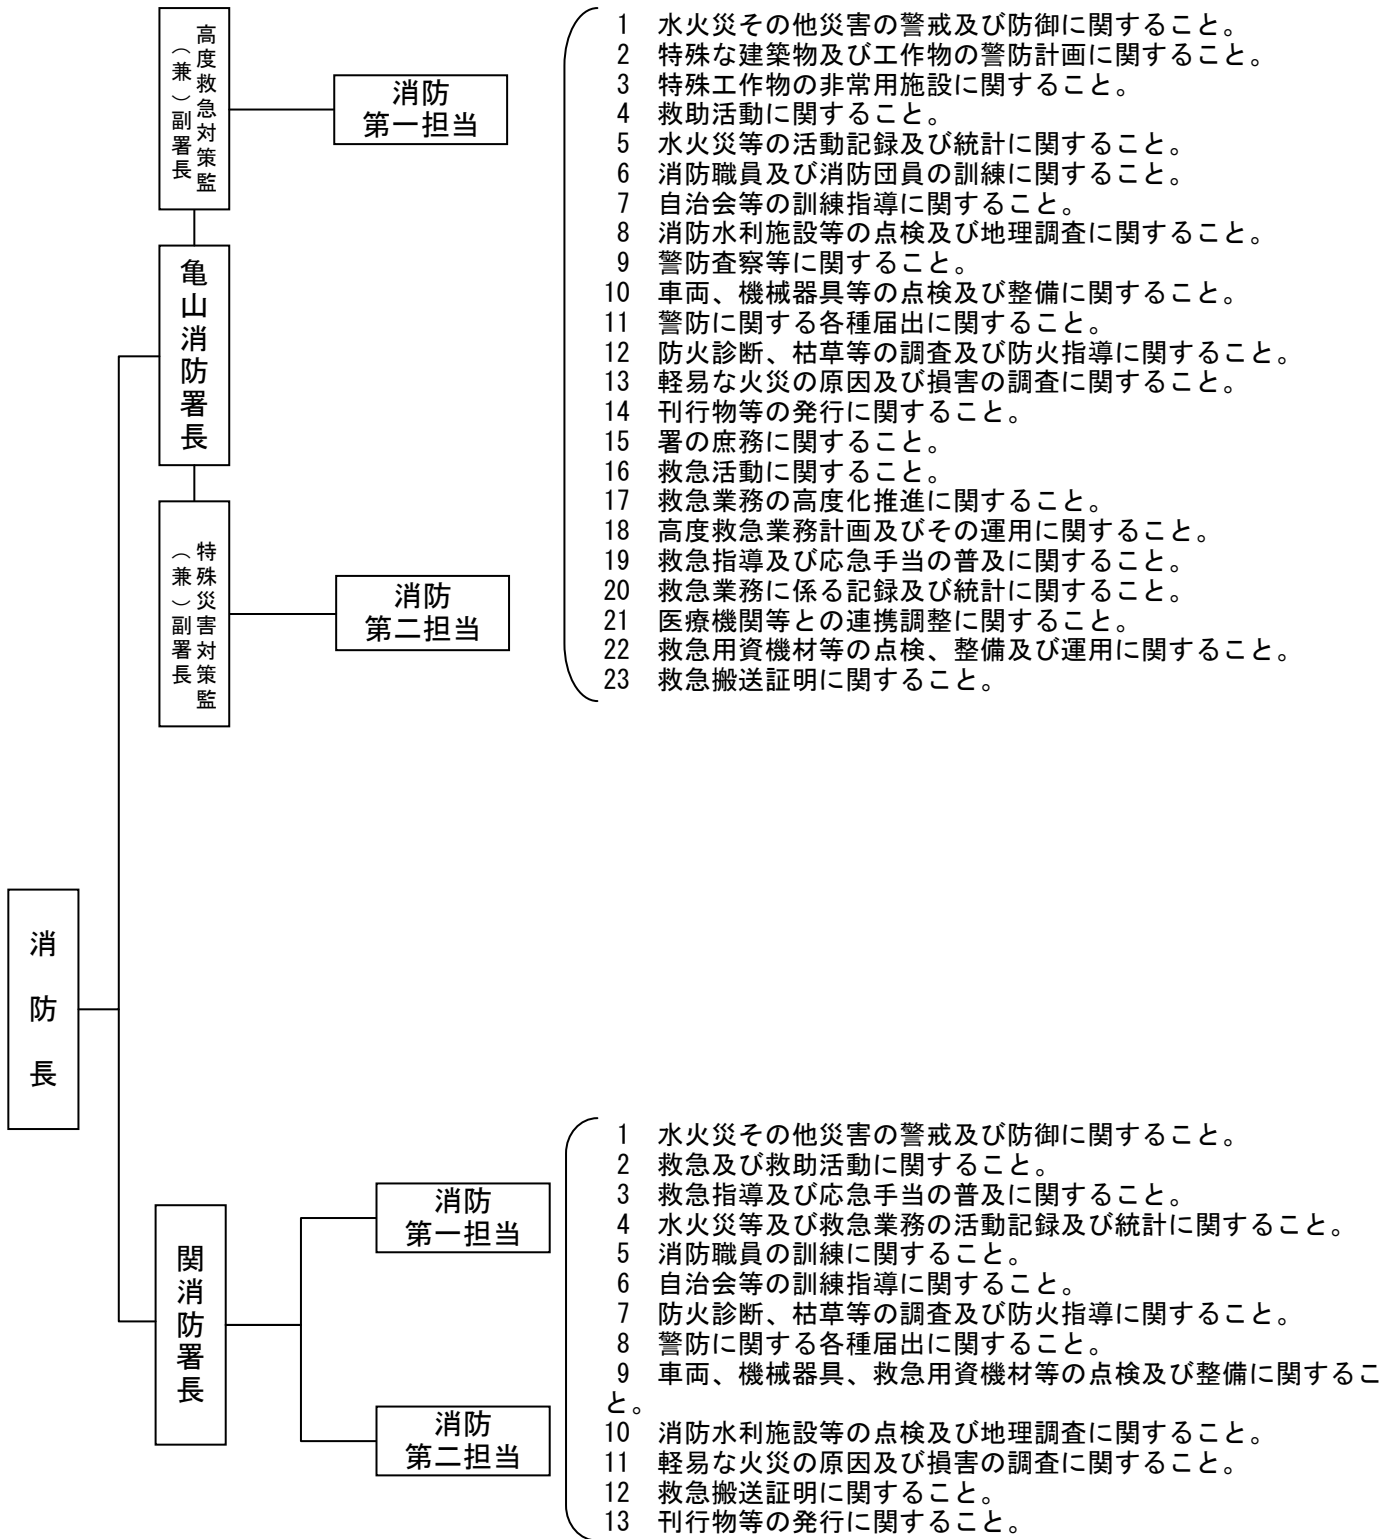 高度救急対策監
（兼）副署長
消防
第一担当
亀山消防署長
特殊災害対策監
（兼）副署長
消防
第二担当
1 水火災その他災害の警戒及び防御に関すること。
2 特殊な建築物及び工作物の警防計画に関すること。
3 特殊工作物の非常用施設に関すること。
4 救助活動に関すること。
5 水火災等の活動記録及び統計に関すること。
6 消防職員及び消防団員の訓練に関すること。
7 自治会等の訓練指導に関すること。
8 消防水利施設等の点検及び地理調査に関すること。
9 警防査察等に関すること。
10 車両、機械器具等の点検及び整備に関すること。
11 警防に関する各種届出に関すること。
12 防火診断、枯草等の調査及び防火指導に関すること。
13 軽易な火災の原因及び損害の調査に関すること。
14 刊行物等の発行に関すること。
15 署の庶務に関すること。
16 救急活動に関すること。
17 救急業務の高度化推進に関すること。
18 高度救急業務計画及びその運用に関すること。
19 救急指導及び応急手当の普及に関すること。
20 救急業務に係る記録及び統計に関すること。
21 医療機関等との連携調整に関すること。
22 救急用資機材等の点検、整備及び運用に関すること。
23 救急搬送証明に関すること。
消防長
関消防署長
消防
第一担当
消防
第二担当
1 水火災その他災害の警戒及び防御に関すること。
2 救急及び救助活動に関すること。
3 救急指導及び応急手当の普及に関すること。
4 水火災等及び救急業務の活動記録及び統計に関すること。
5 消防職員の訓練に関すること。
6 自治会等の訓練指導に関すること。
7 防火診断、枯草等の調査及び防火指導に関すること。
8 警防に関する各種届出に関すること。
9 車両、機械器具、救急用資機材等の点検及び整備に関するこ
と。
10 消防水利施設等の点検及び地理調査に関すること。
11 軽易な火災の原因及び損害の調査に関すること。
12 救急搬送証明に関すること。
13 刊行物等の発行に関すること。